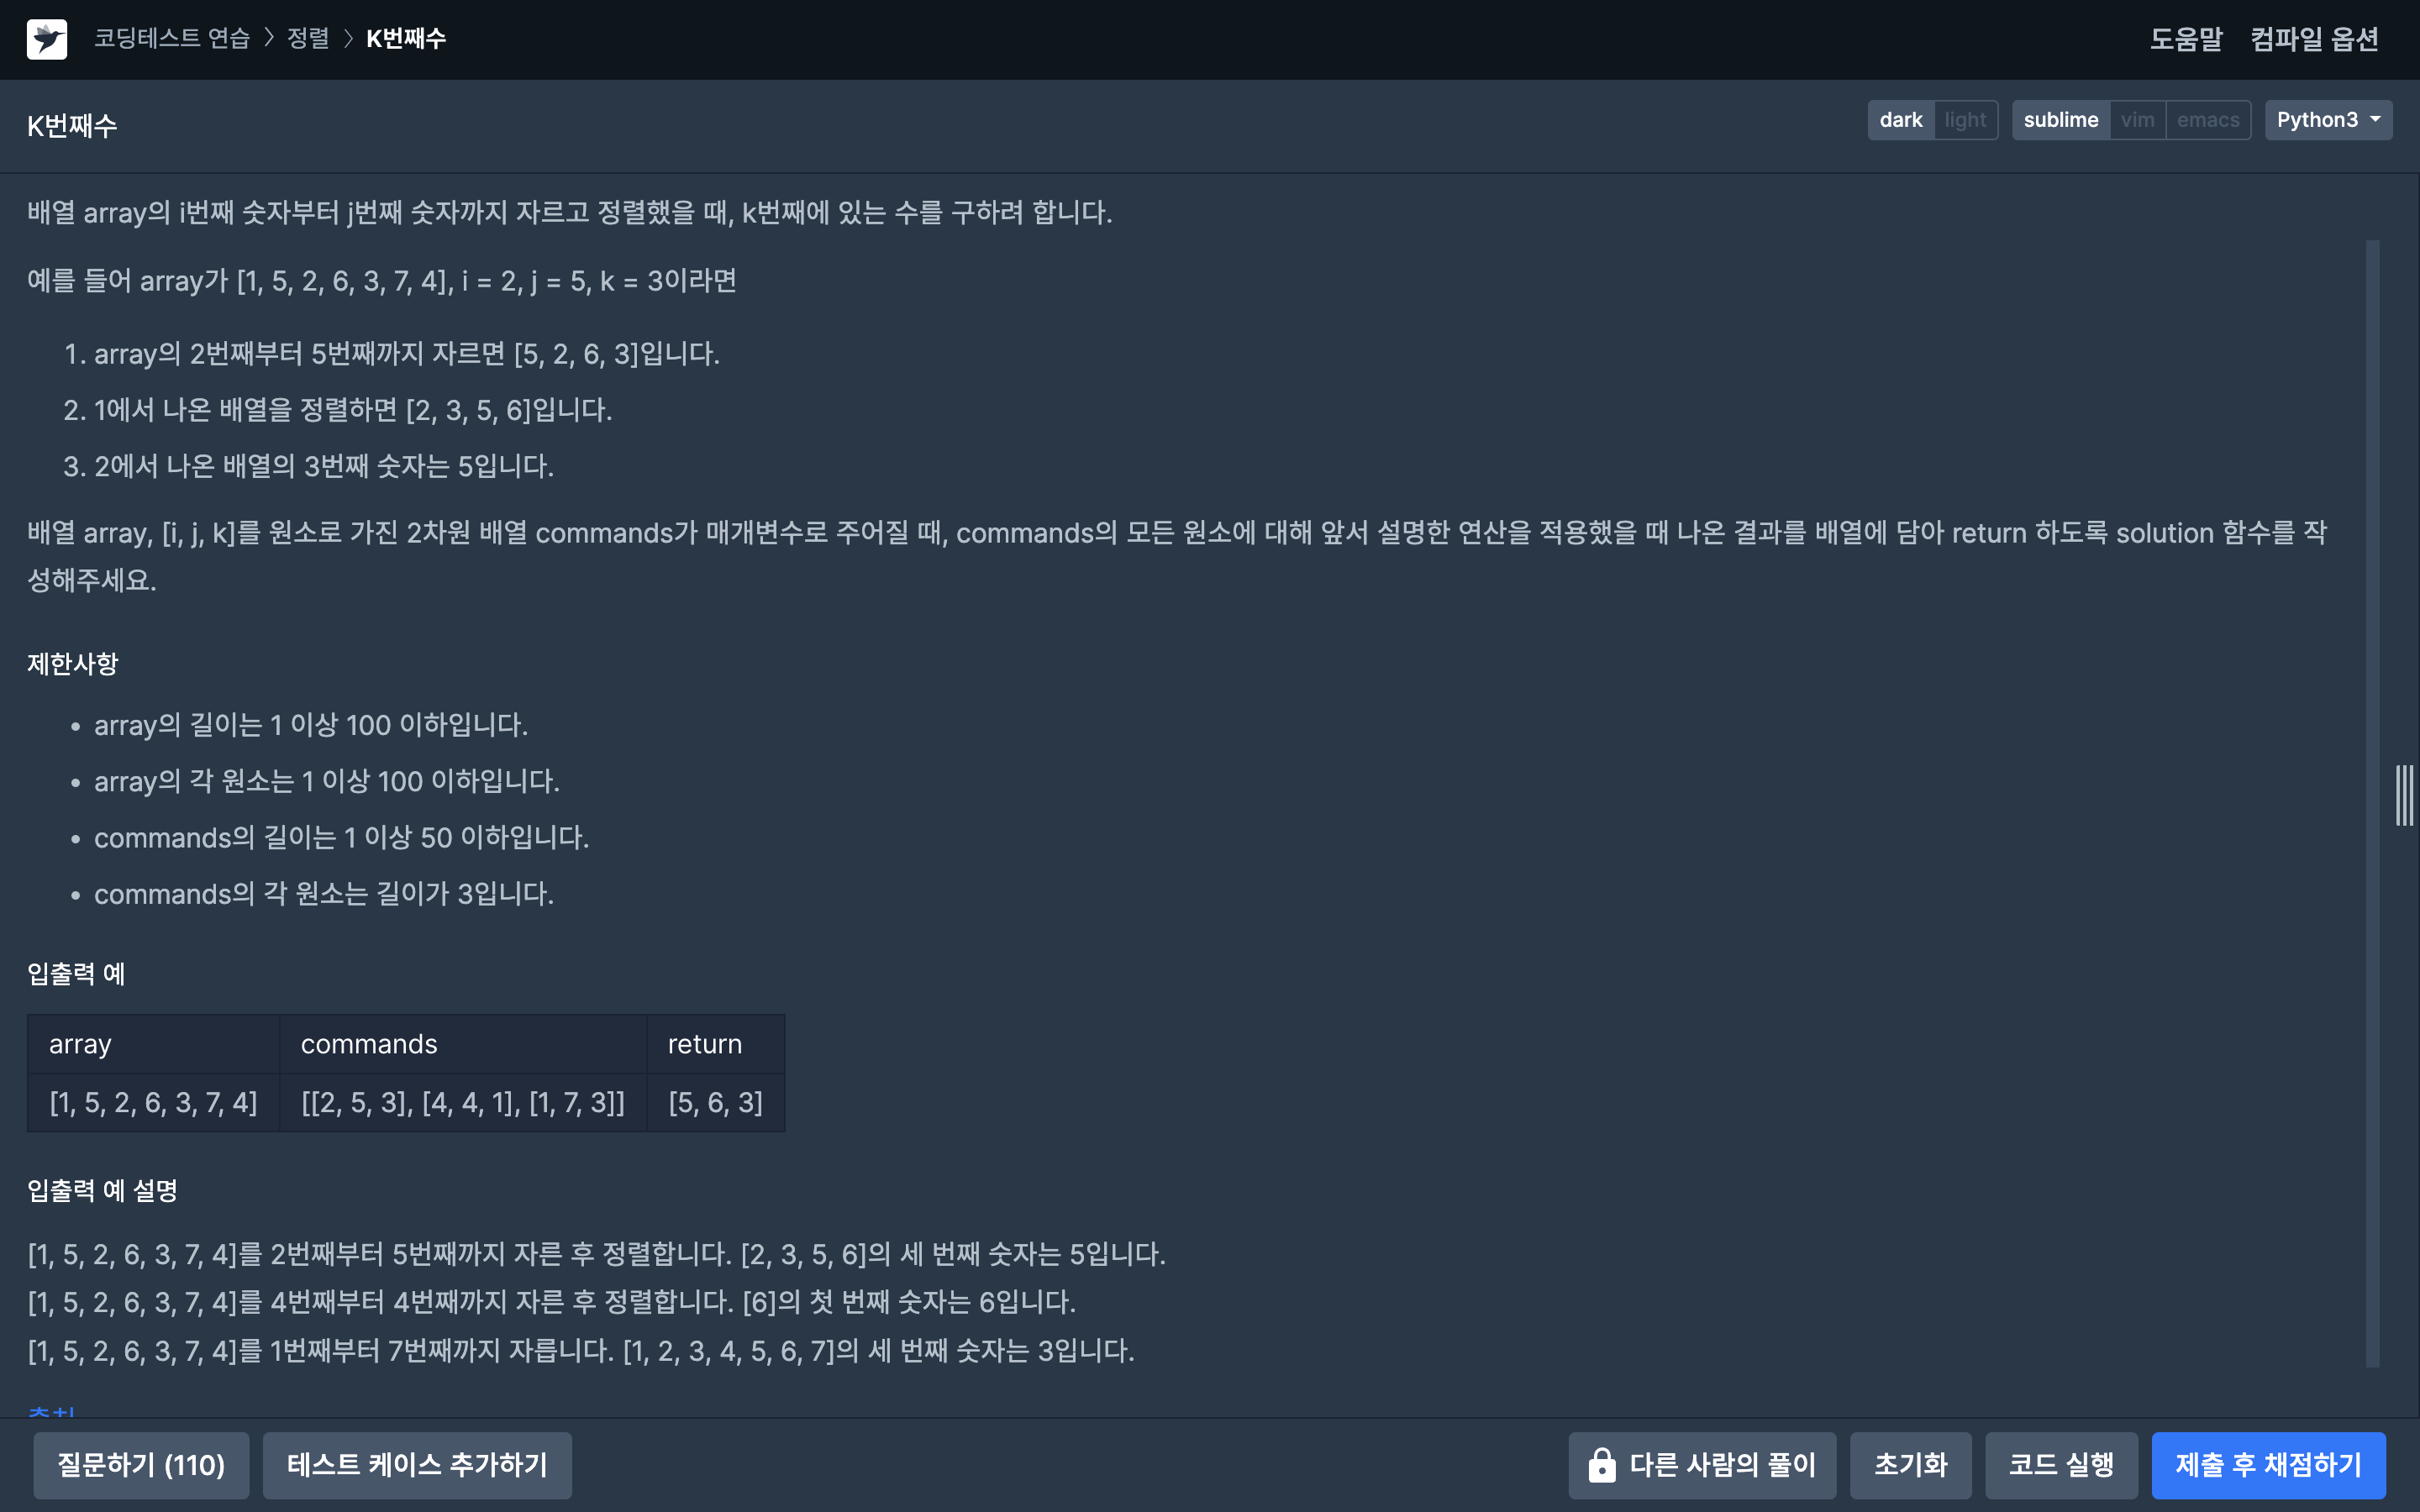 코딩테스트 연습 > 정렬 > K번째수
도움말 컴파일 옵션
K번째수
dark light sublime vim emacs Python3
배열 array의 i번째 숫자부터 j번째 숫자까지 자르고 정렬했을 때, k번째에 있는 수를 구하려 합니다.
예를 들어 array가 [1, 5, 2, 6, 3, 7, 4], i = 2, j = 5, k = 3이라면
1. array의 2번째부터 5번째까지 자르면 [5, 2, 6, 3]입니다.
2. 1에서 나온 배열을 정렬하면 [2, 3, 5, 6]입니다.
3. 2에서 나온 배열의 3번째 숫자는 5입니다.
배열 array, [i, j, k]를 원소로 가진 2차원 배열 commands가 매개변수로 주어질 때, commands의 모든 원소에 대해 앞서 설명한 연산을 적용했을 때 나온 결과를 배열에 담아 return 하도록 solution 함수를 작
성해주세요.
제한사항
• array의 길이는 1 이상 100 이하입니다.
• array의 각 원소는 1 이상 100 이하입니다.
• commands의 길이는 1 이상 50 이하입니다.
• commands의 각 원소는 길이가 3입니다.
입출력 예
array commands return
[1, 5, 2, 6, 3, 7, 4] [[2, 5, 3], [4, 4, 1], [1, 7, 3]] [5, 6, 3]
입출력 예 설명
[1, 5, 2, 6, 3, 7, 4]를 2번째부터 5번째까지 자른 후 정렬합니다. [2, 3, 5, 6]의 세 번째 숫자는 5입니다.
[1, 5, 2, 6, 3, 7, 4]를 4번째부터 4번째까지 자른 후 정렬합니다. [6]의 첫 번째 숫자는 6입니다.
[1, 5, 2, 6, 3, 7, 4]를 1번째부터 7번째까지 자릅니다. [1, 2, 3, 4, 5, 6, 7]의 세 번째 숫자는 3입니다.
질문하기 (110) 테스트 케이스 추가하기 다른 사람의 풀이 초기화 코드 실행 제출 후 채점하기